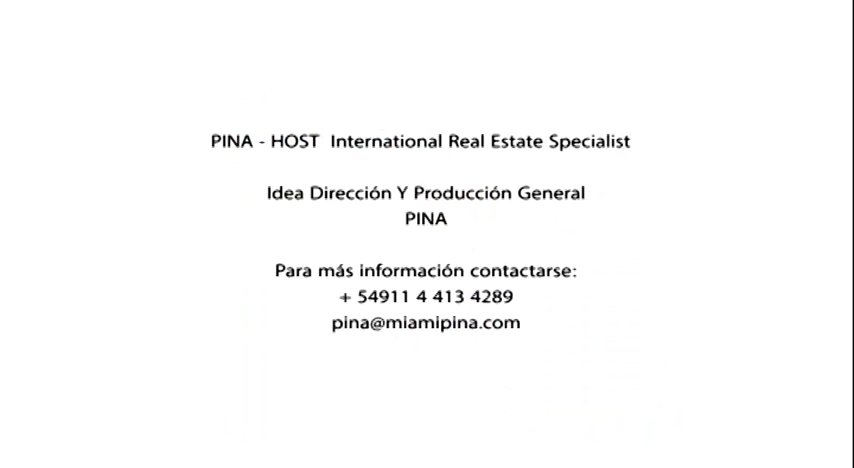 PINA - HOST  International Real Estate Specialist
Idea Dirección Y Producción General
PINA
Para más información contactarse:
+ 54911 4 413 4289
pina@miamipina.com